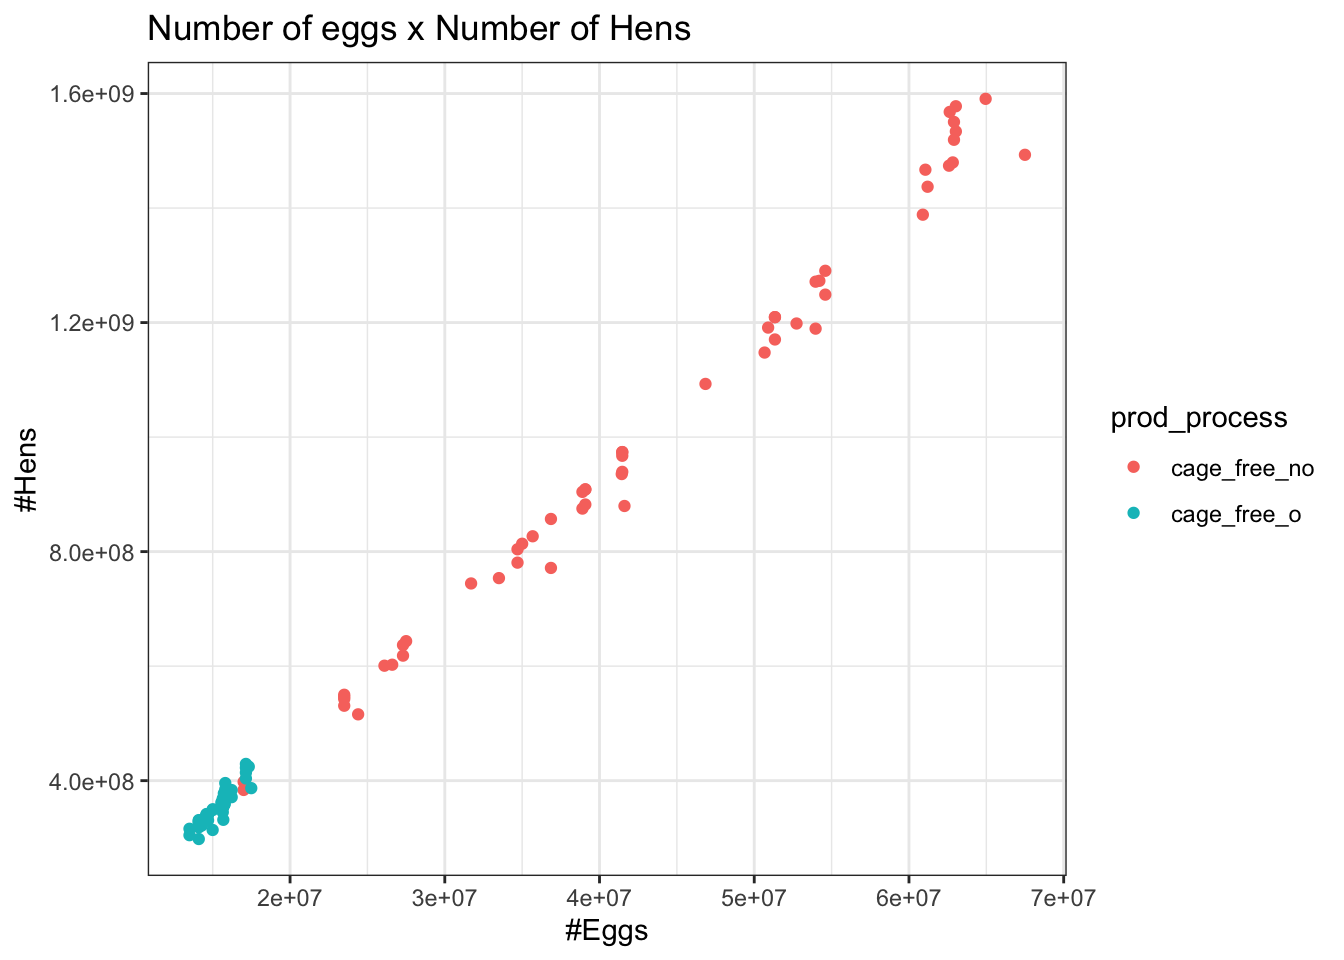 Number of eggs x Number of Hens
1.6e+09
1.2e+09
8.0e+08
4.0e+08
#Hens
2e+07 3e+07 4e+07 5e+07 6e+07 7e+07
#Eggs
prod_process
cage_free_no
cage_free_o